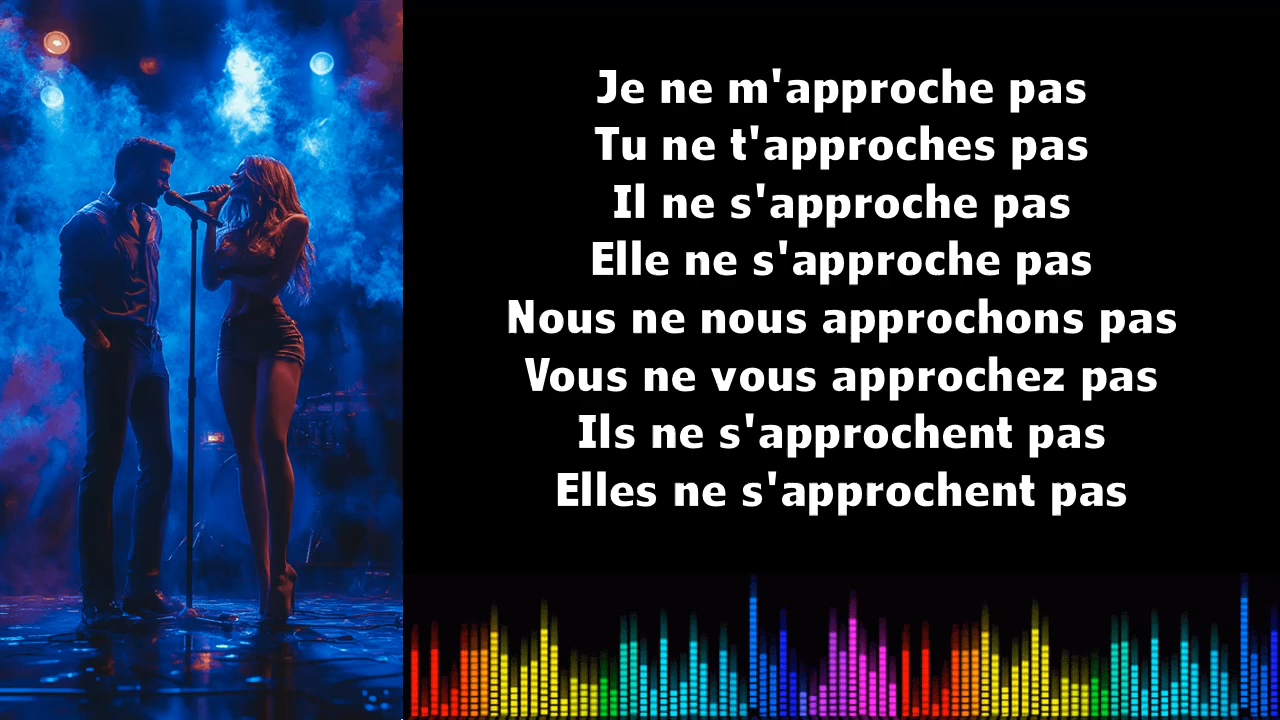 Je ne m'approche pas
Tu ne t'approches pas
Il ne s'approche pas
Elle ne s'approche pas
Nous ne nous approchons pas
Vous ne vous approchez pas
Ils ne s'approchent pas
Elles ne s'approchent pas